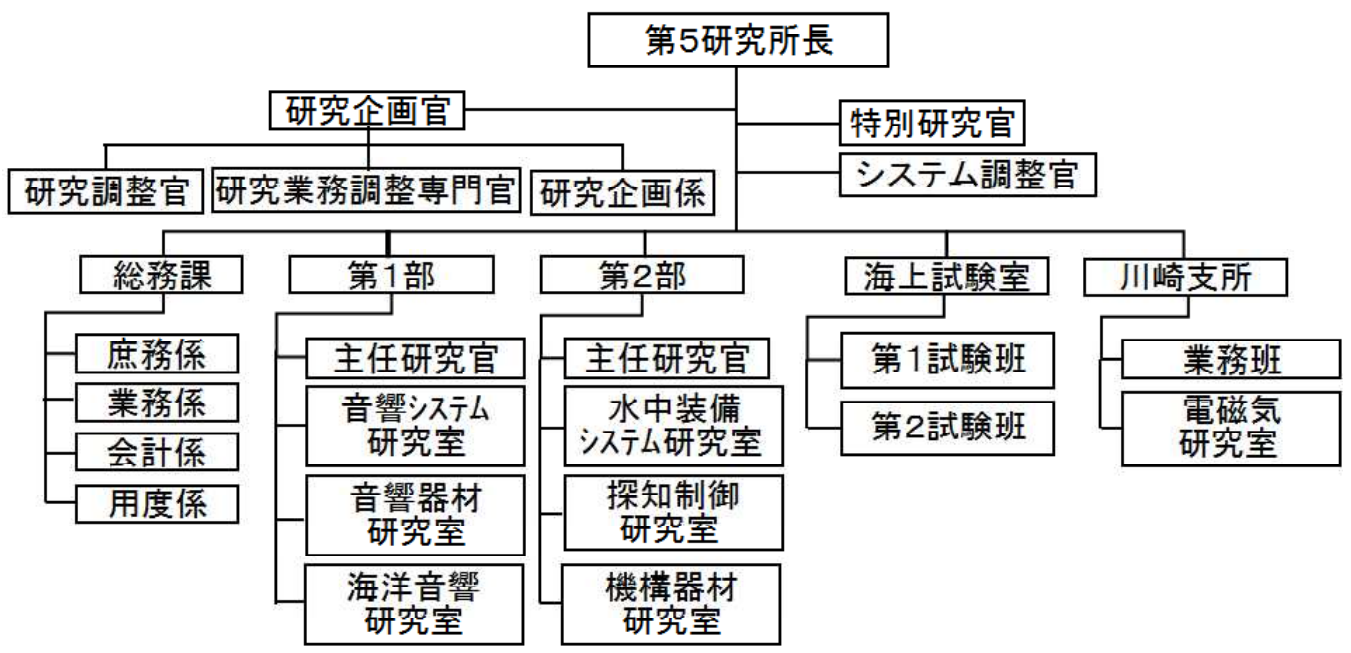 第5研究所長
研究企画官
特別研究官
システム調整官
研究調整官
研究業務調整専門官
研究企画係
総務課
第1部
第2部
海上試験室
川崎支所
庶務係
業務係
会計係
用度係
主任研究官
音響システム
研究室
音響器材
研究室
海洋音響
研究室
主任研究官
水中装備
システム研究室
探知制御
研究室
機構器材
研究室
第1試験班
第2試験班
業務班
電磁気
研究室